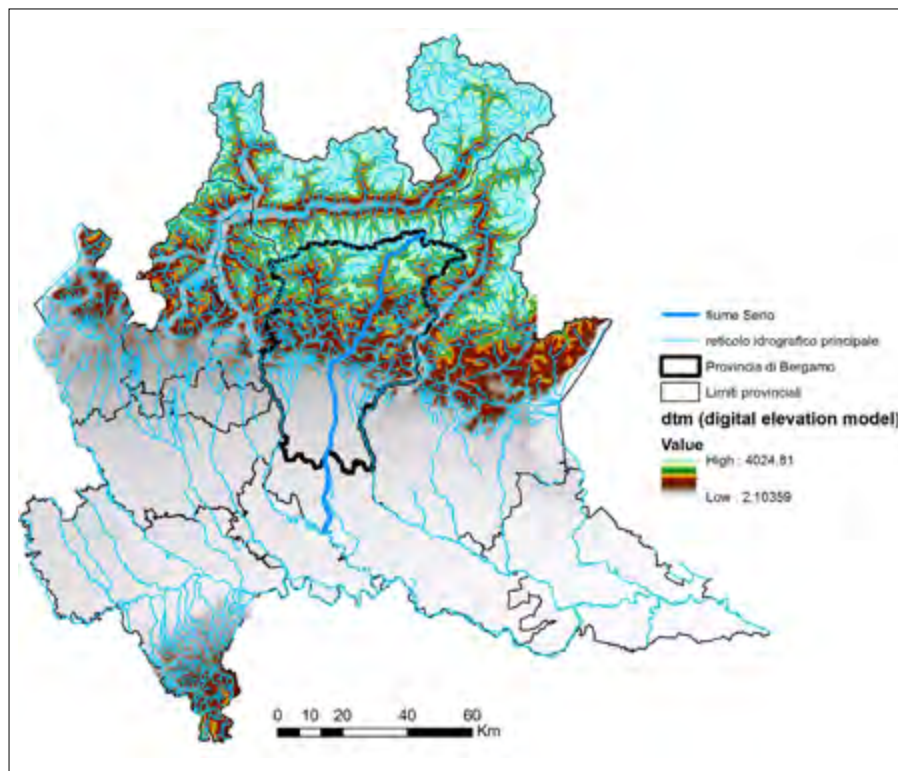 fiume Serio
reticolo idrografico principale
Provincia di Bergamo
Limiti provinciali
dtm (digital elevation model)
Value
High : 4024.81
Low : 2.10359
0 10 20 40 60
Km